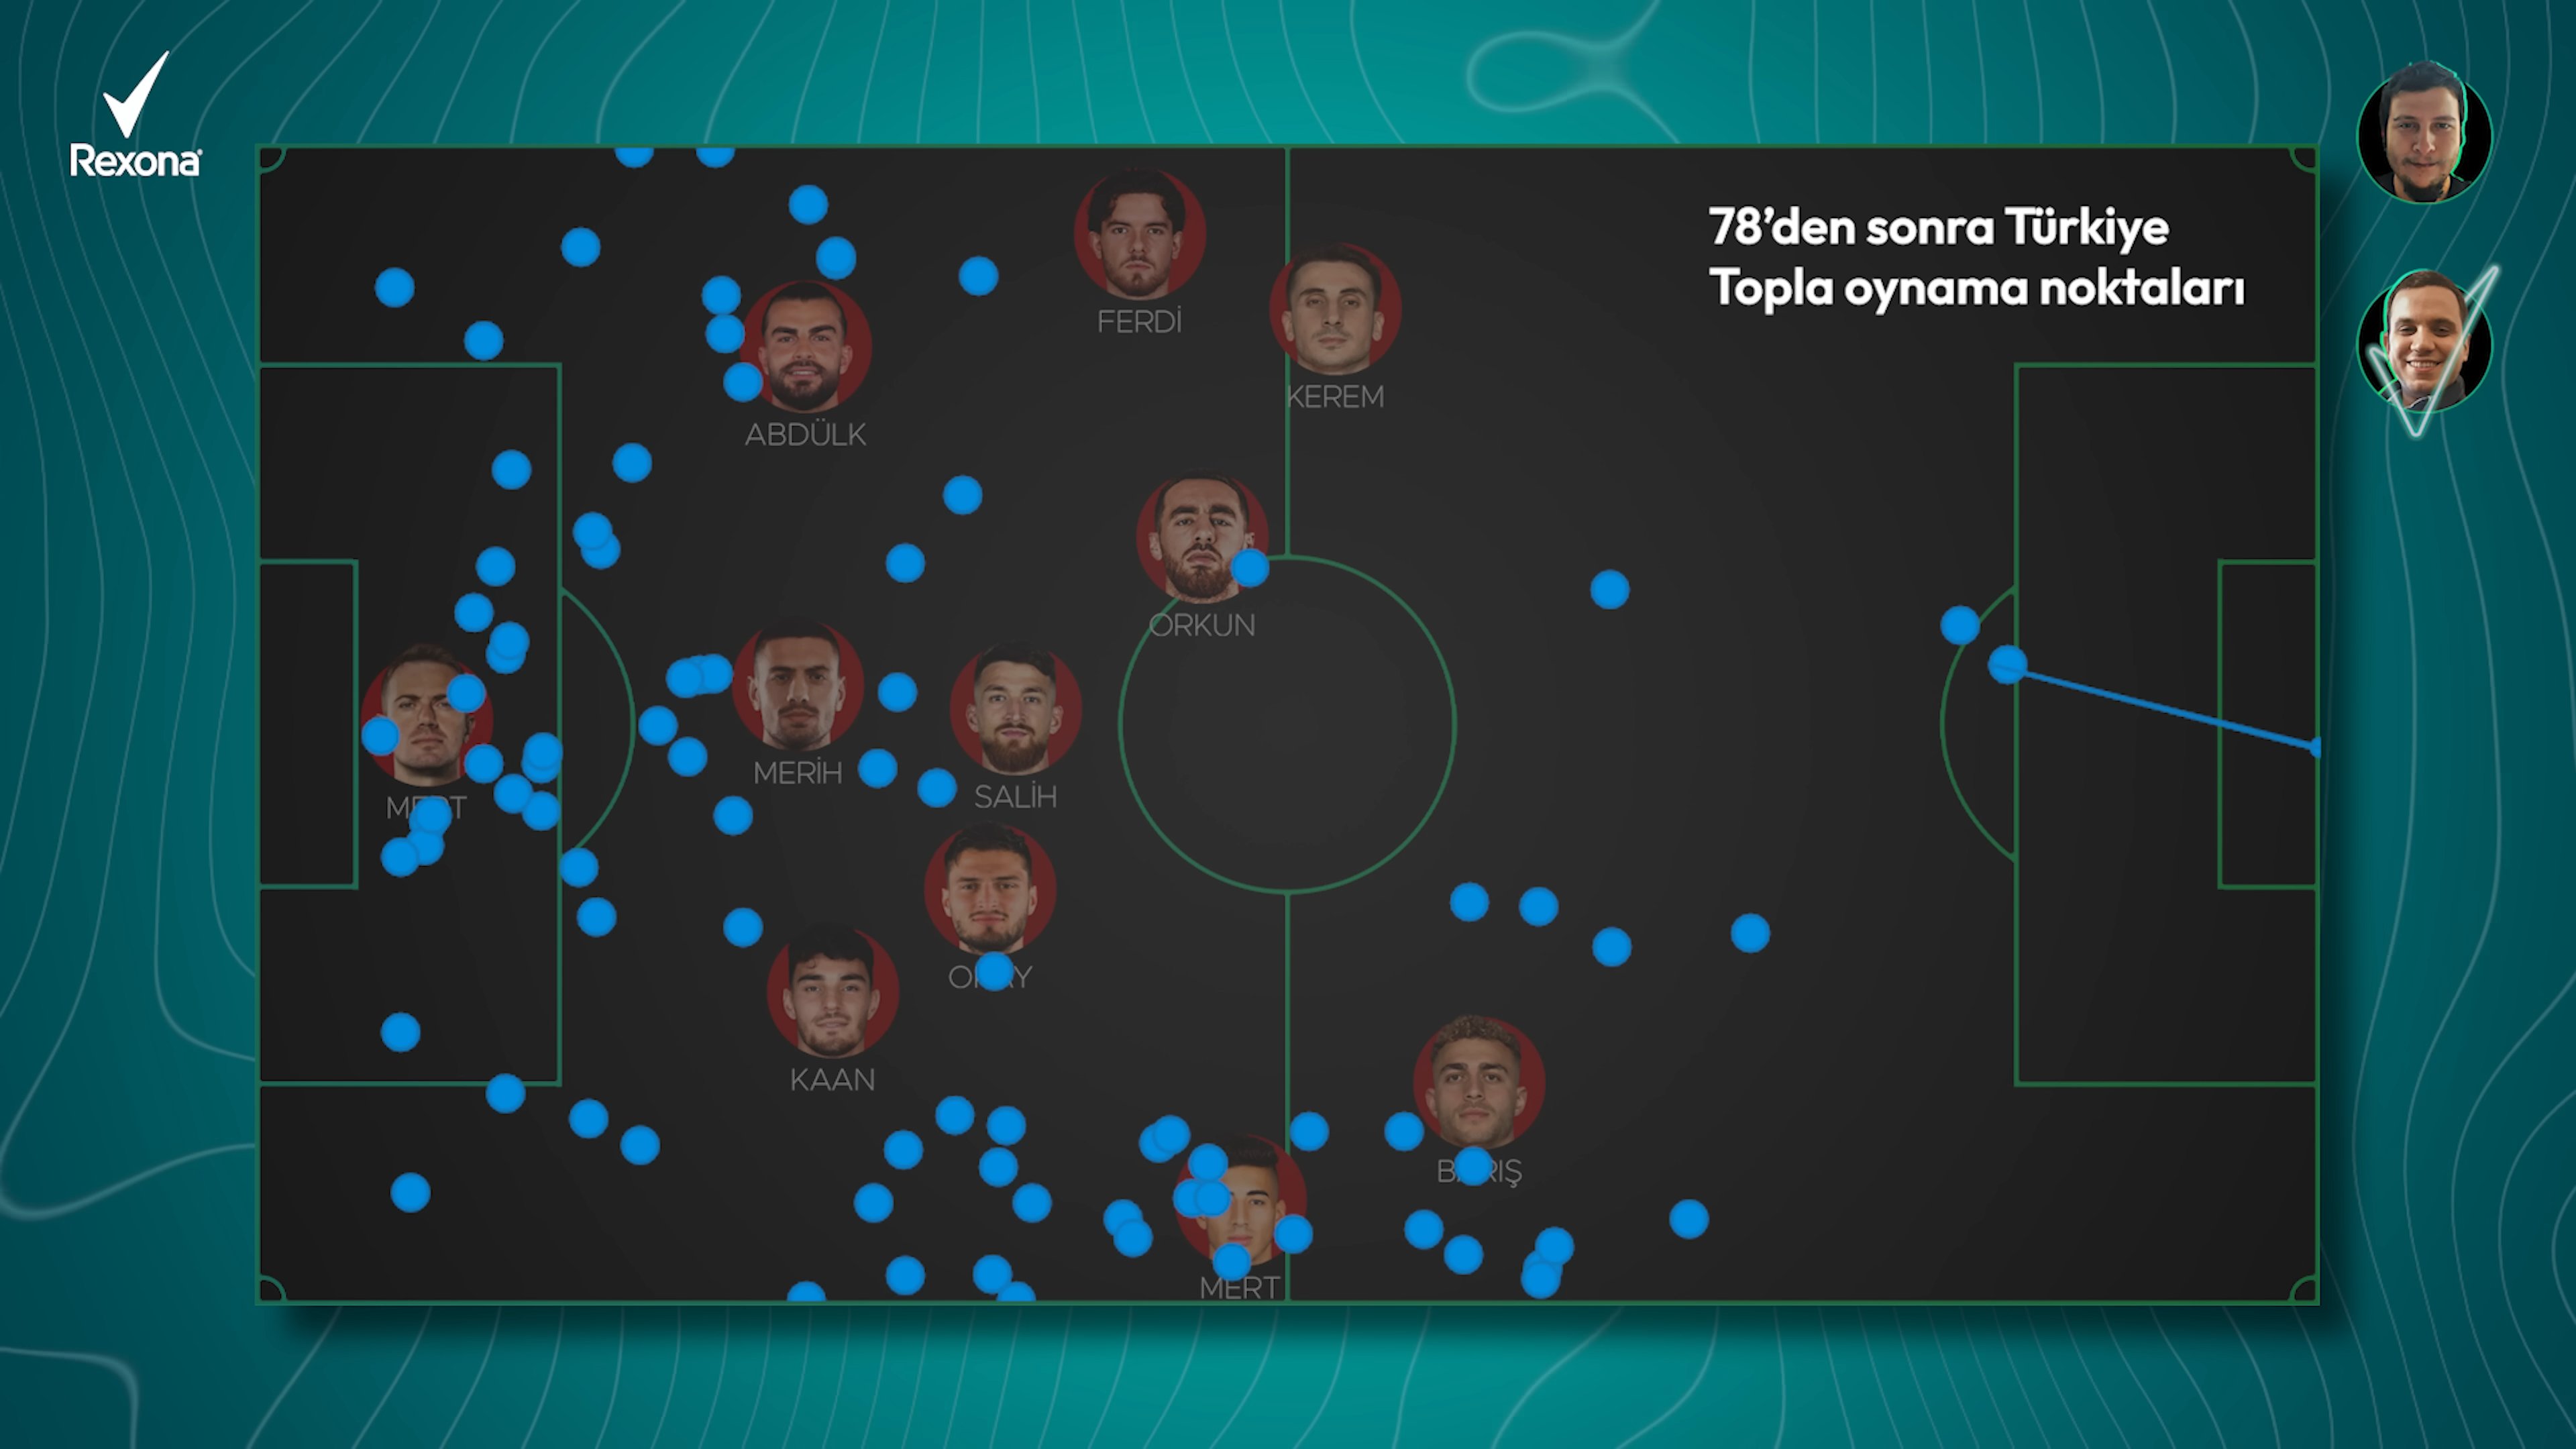 Rexona
78’den sonra Türkiye
Topla oynama noktaları
FERDİ
KEREM
ABDÜLK
ORKUN
MERİH
SALİH
KAAN
MERT